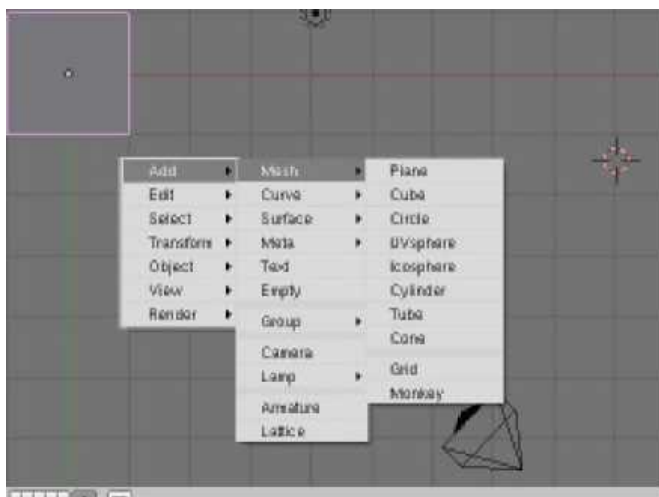 Add
Edit
Select
Transform
Object
View
Render
Mesh
Curve
Surface
Meta
Text
Empty
Group
Camera
Lamp
Armature
Lattice
Plane
Cube
Circle
UVsphere
Icosphere
Cylinder
Tube
Cone
Grid
Monkey